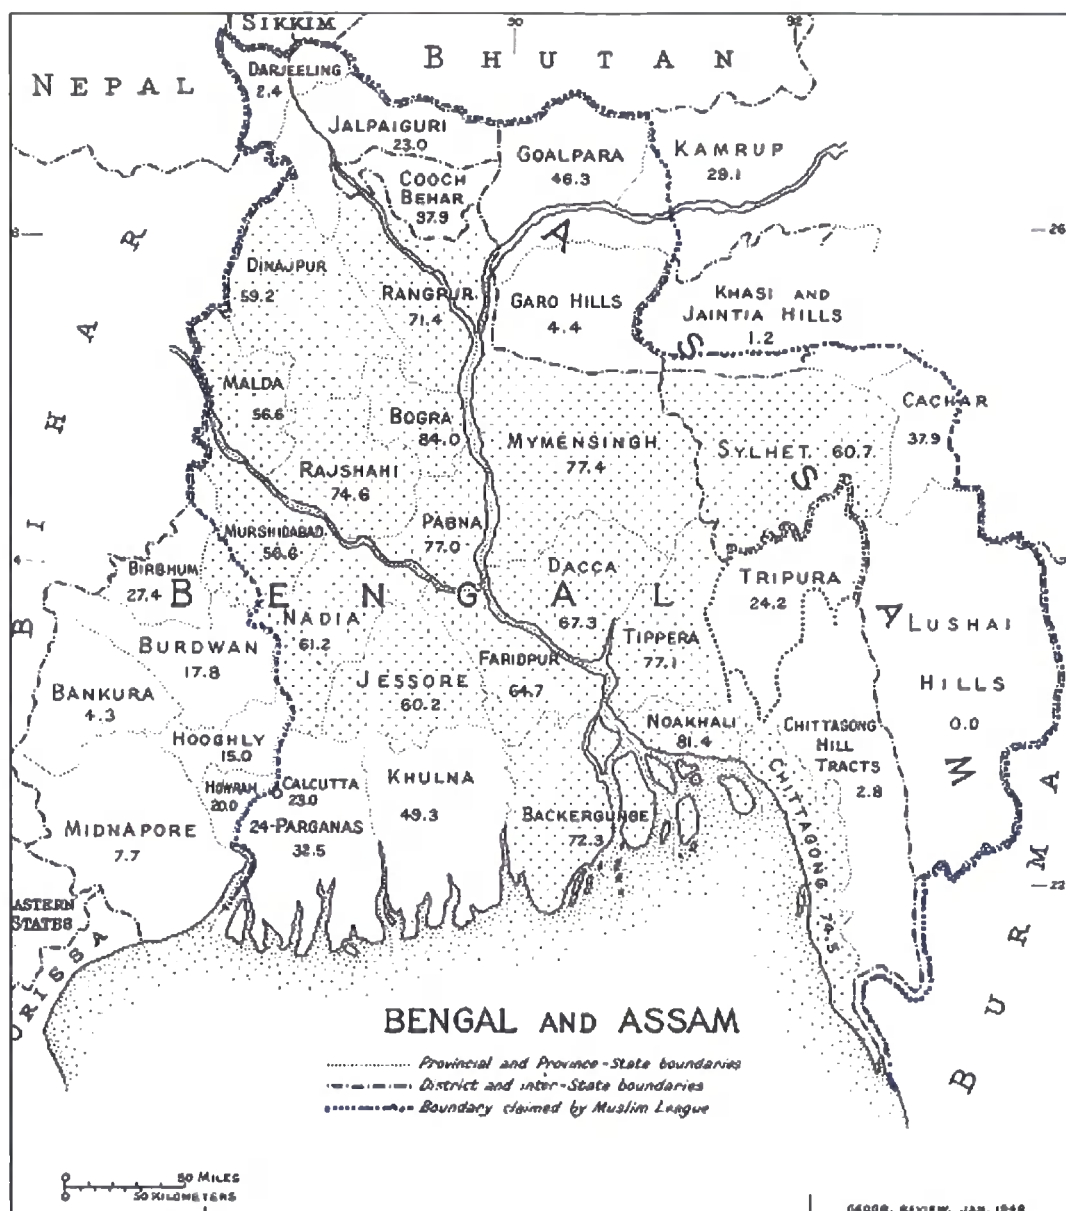 SIKKIM
90
92
NEPAL
BHUTAN
DARJEELING
2.4
JALPAIGURI
23.0
GOALPARA
46.3
KAMRUP
29.1
COOCH
BEHAR
37.9
8
26
BIHAR
ASSAM
DINAJPUR
59.2
RANGPUR
71.4
GARO HILLS
4.4
KHASI AND
JAINTIA HILLS
1.2
MALDA
56.6
BOGRA
84.0
MYMENSINGH
77.4
SYLHET
60.7
CACHAR
37.9
RAJSHAHI
74.6
PABNA
77.0
MURSHIDABAD
56.6
BIRBHUM
27.4
DACCA
67.3
TRIPURA
24.2
4
BENGAL
NADIA
61.2
BURDWAN
17.8
TIPPERA
77.1
LUSHAI
HILLS
0.0
BANKURA
4.3
JESSORE
60.2
FARIDPUR
64.7
HOOGHLY
15.0
NOAKHALI
81.4
CHITTAGONG
HILL
TRACTS
2.8
HOWRAH
20.0
CALCUTTA
23.0
KHULNA
49.3
CHITTAGONG 74.5
MIDNAPORE
7.7
24-PARGANAS
32.5
BACKERGUNGE
72.3
22
EASTERN
STATES
ORISSA
BURMA
BENGAL AND ASSAM
Provincial and Province-State boundaries
District and inter-State boundaries
Boundary claimed by Muslim League
50 MILES
50 KILOMETERS
GEOGR. REVIEW, JAN. 1948